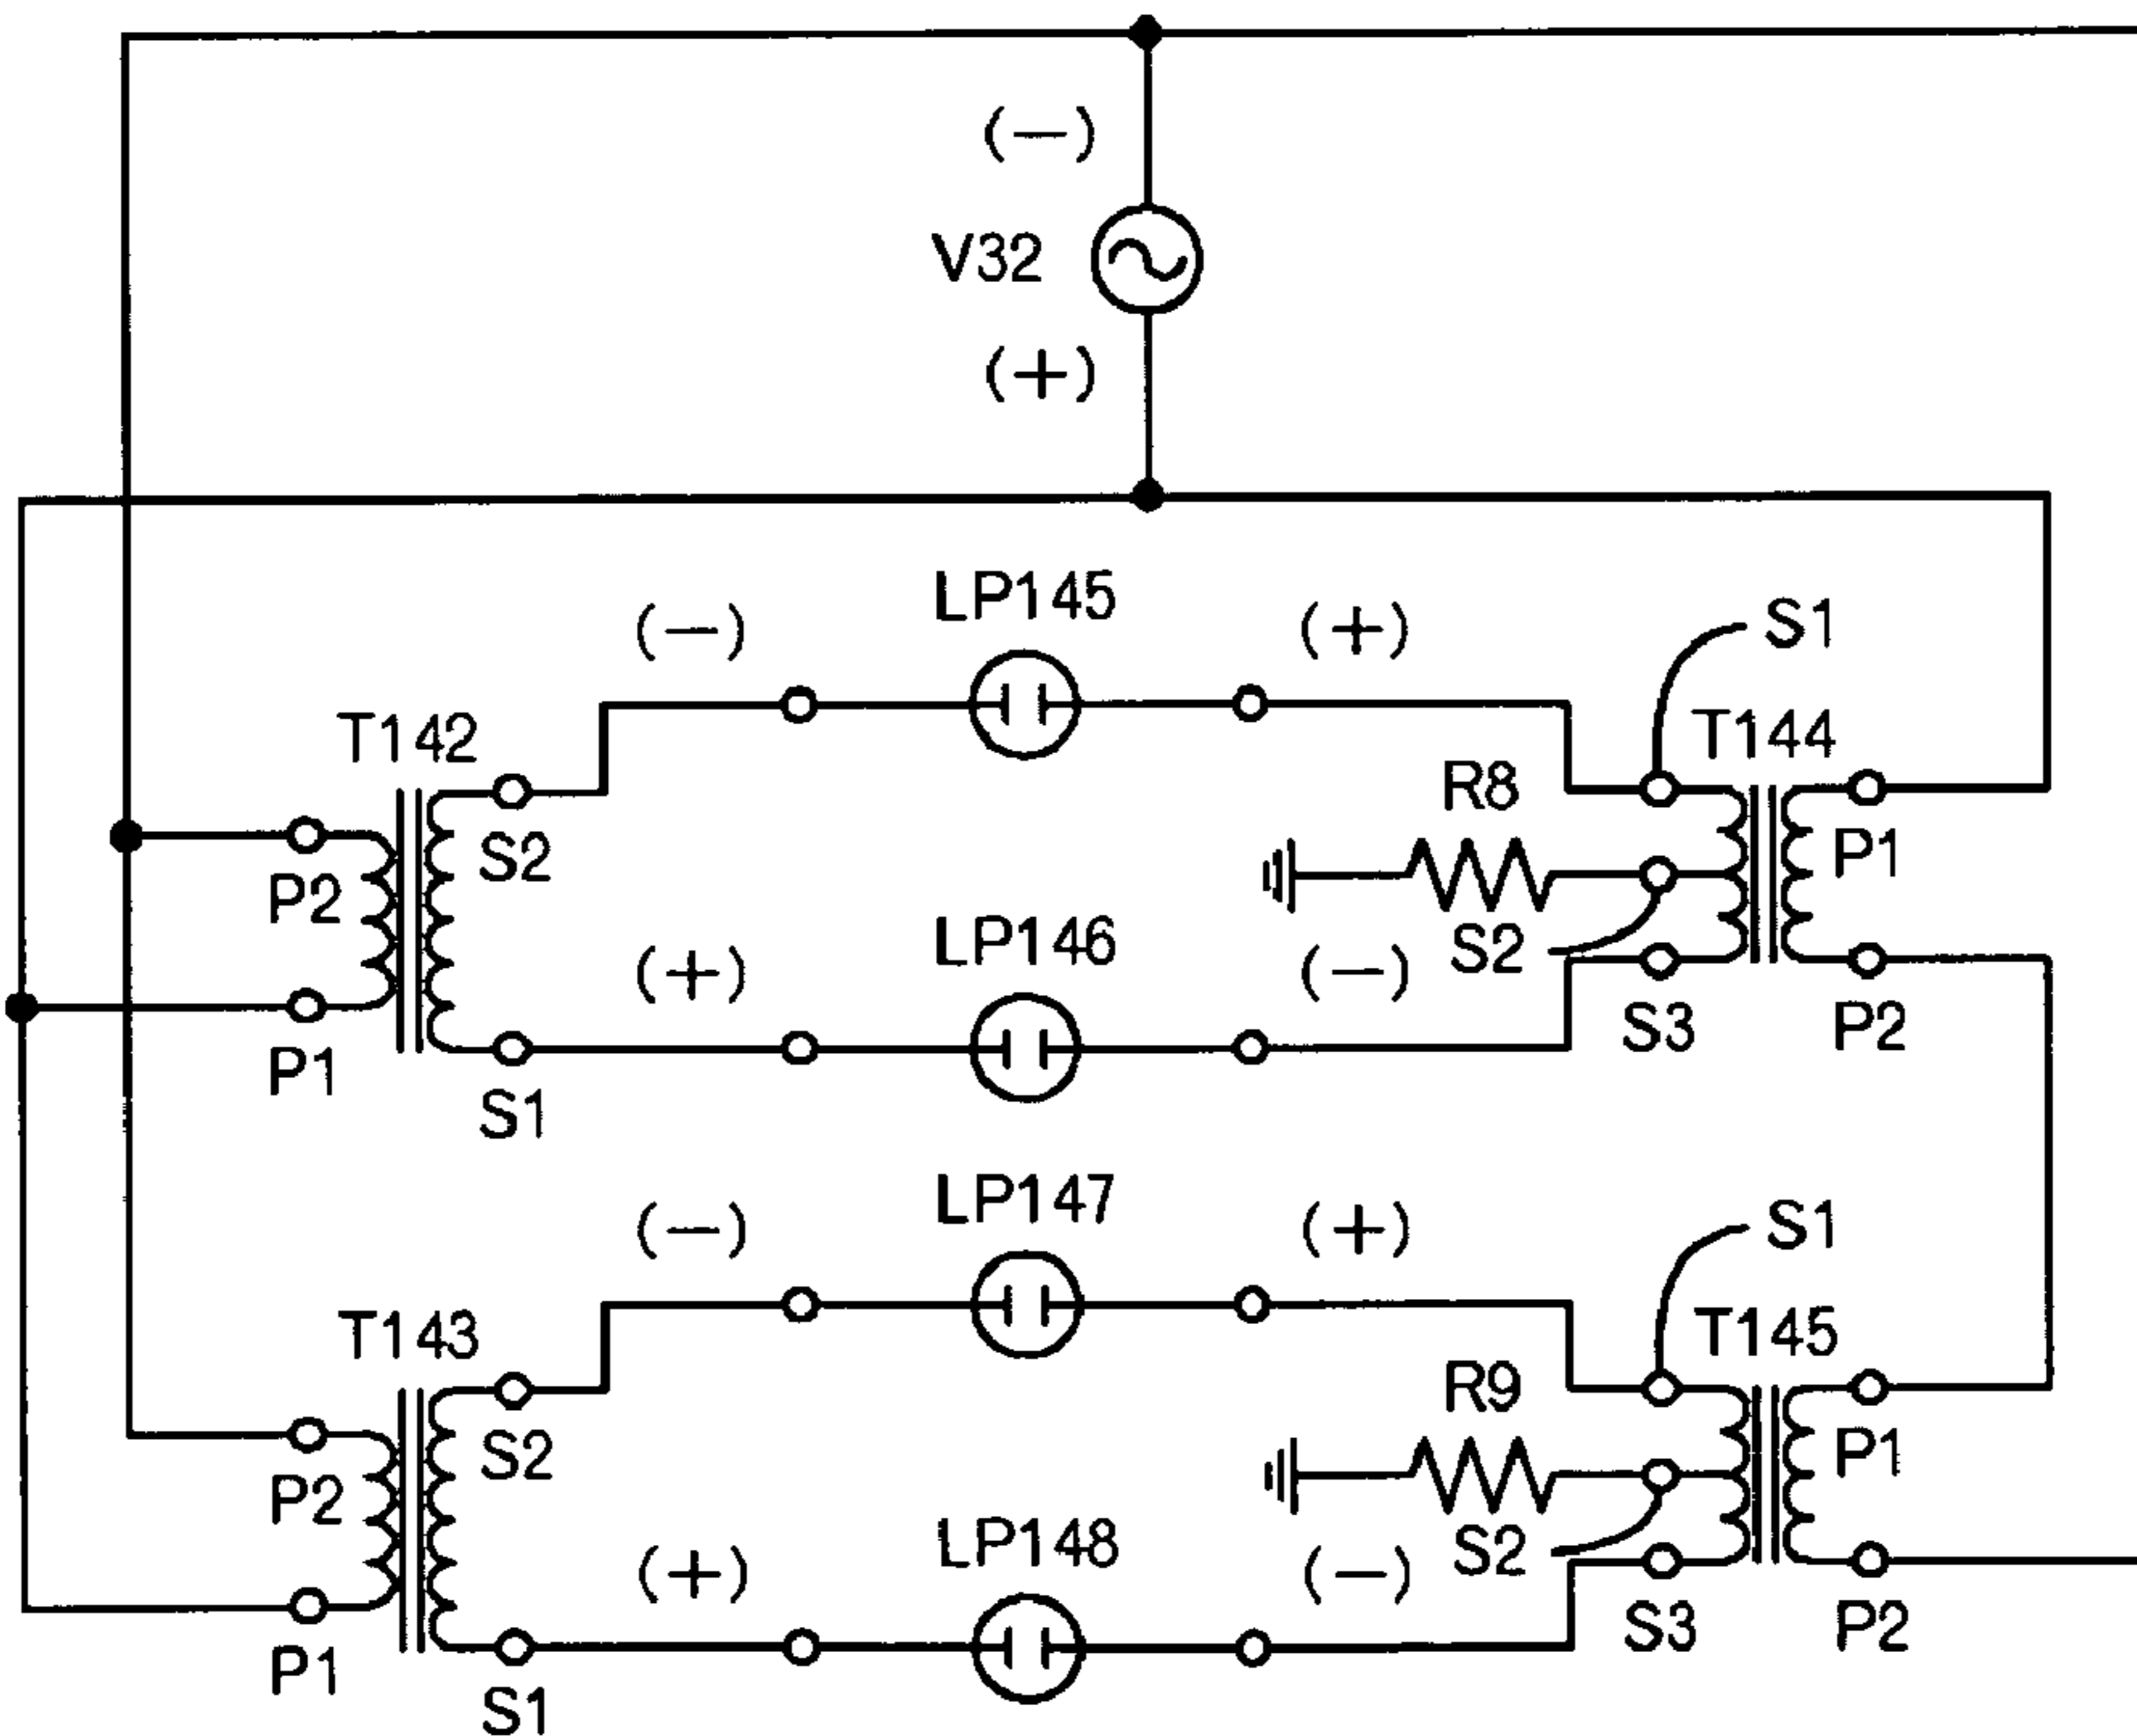 (−)
V32
(+)
(−)
LP145
(+)
S1
T142
T144
R8
P2
S2
P1
(+)
LP146
(−)
S2
P1
S1
S3
P2
(−)
LP147
(+)
S1
T143
T145
R9
P2
S2
P1
(+)
LP148
(−)
S2
P1
S1
S3
P2